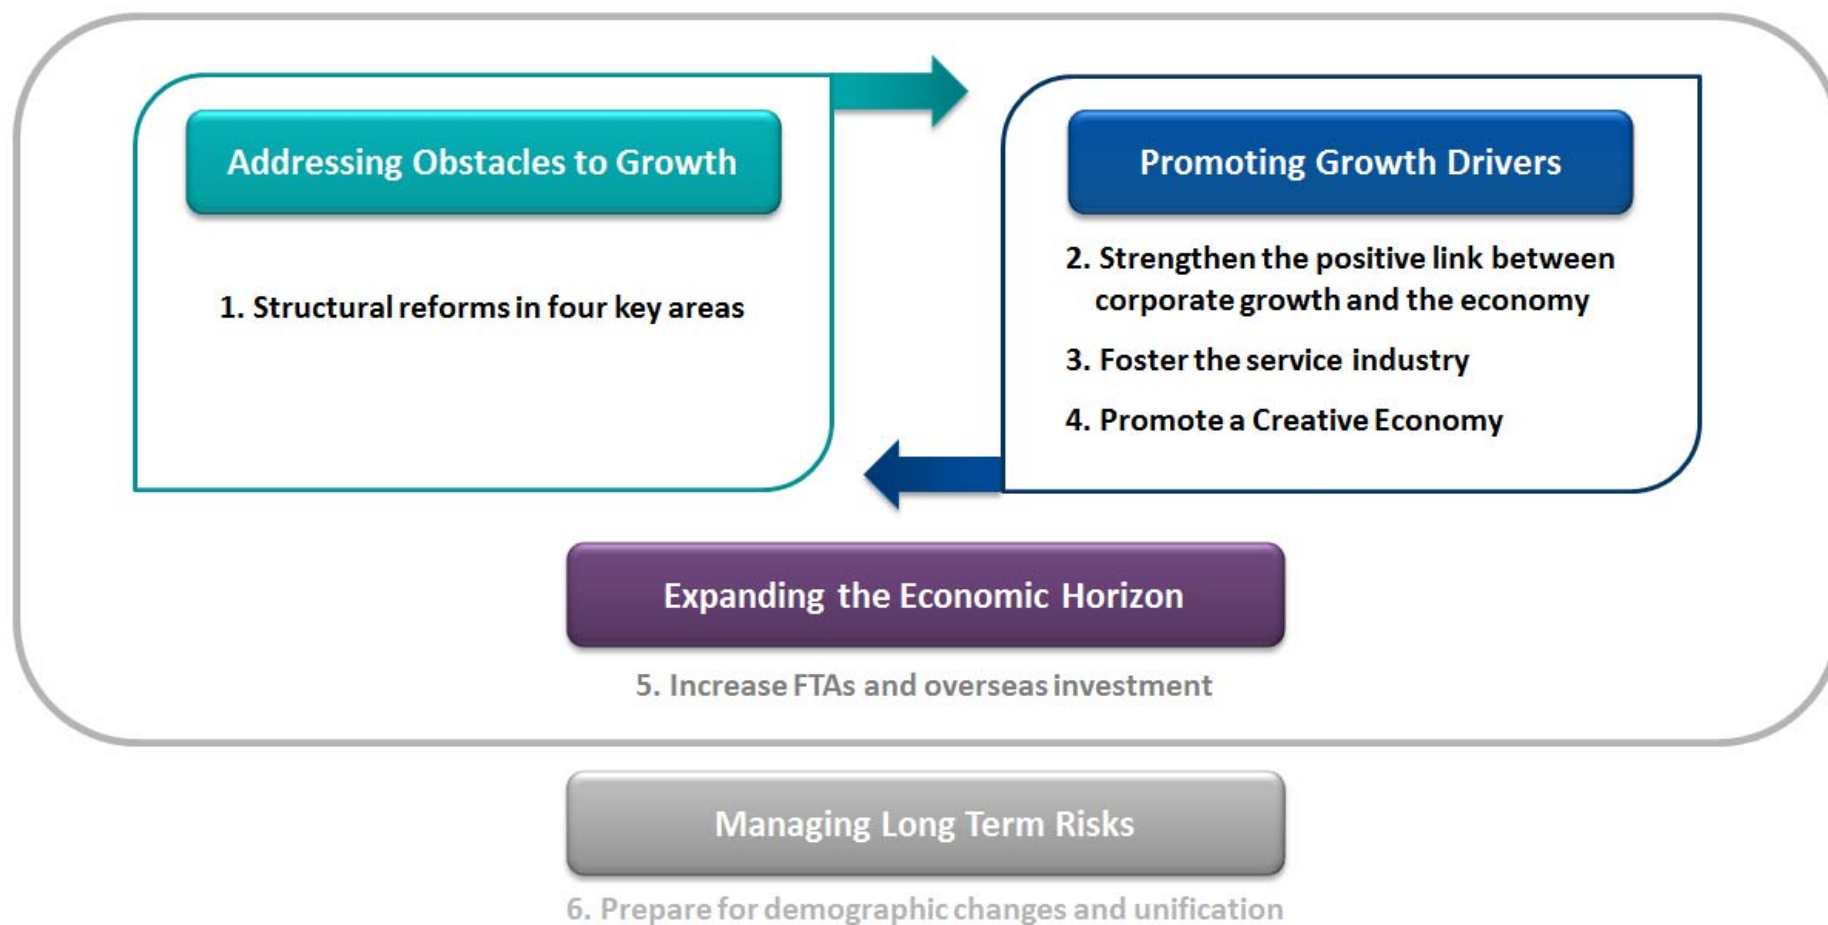 Addressing Obstacles to Growth
1. Structural reforms in four key areas
Promoting Growth Drivers
2. Strengthen the positive link between
corporate growth and the economy
3. Foster the service industry
4. Promote a Creative Economy
Expanding the Economic Horizon
5. Increase FTAs and overseas investment
Managing Long Term Risks
6. Prepare for demographic changes and unification